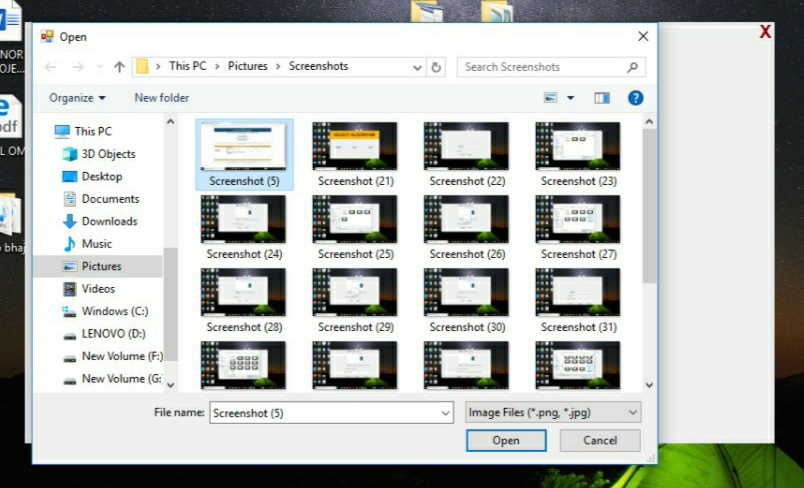 NOR
OJE...
pdf
L OM
o bhaj
X
Open
This PC > Pictures > Screenshots
Search Screenshots
Organize
New folder
?
This PC
3D Objects
Desktop
Documents
Downloads
Music
Pictures
Videos
Windows (C:)
LENOVO (D:)
New Volume (F:)
New Volume (G:
SELECT ALGORITHM
Screenshot (5)
Screenshot (21)
Screenshot (22)
Screenshot (23)
Screenshot (24)
Screenshot (25)
Screenshot (26)
Screenshot (27)
Screenshot (28)
Screenshot (29)
Screenshot (30)
Screenshot (31)
File name:
Screenshot (5)
Image Files (*.png, *.jpg)
Open
Cancel